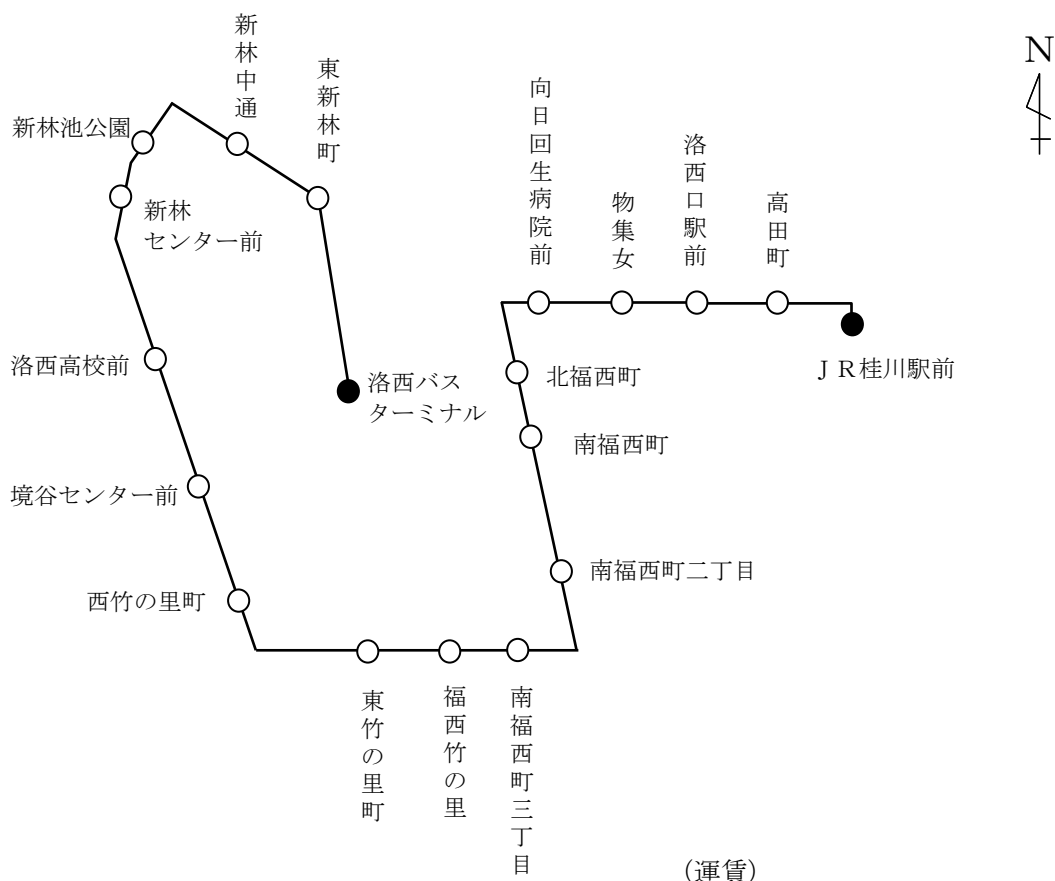 新林中通
東新林町
向日回生病院前
物集女
洛西口駅前
高田町
N
新林池公園
新林
センター前
洛西高校前
洛西バス
ターミナル
北福西町
JR桂川駅前
南福西町
境谷センター前
南福西町二丁目
西竹の里町
東竹の里町
福西竹の里
南福西町三丁目
(運賃)